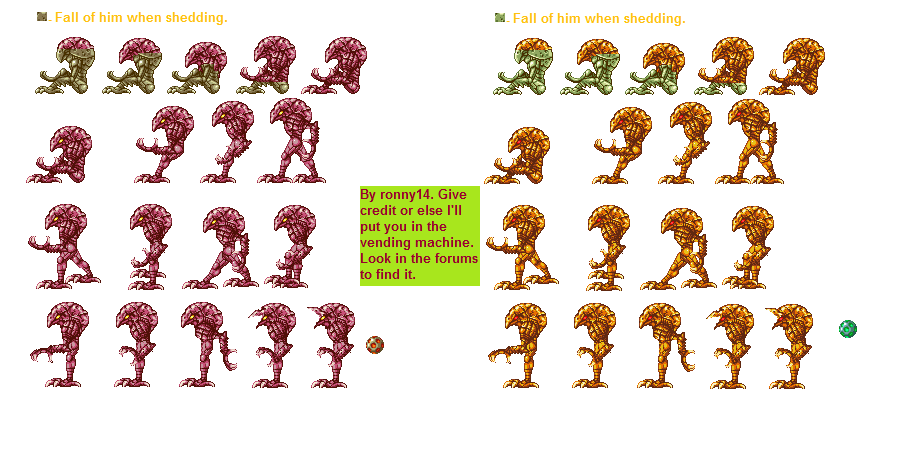 . Fall of him when shedding.
. Fall of him when shedding.
By ronny14. Give
credit or else I'll
put you in the
vending machine.
Look in the forums
to find it.